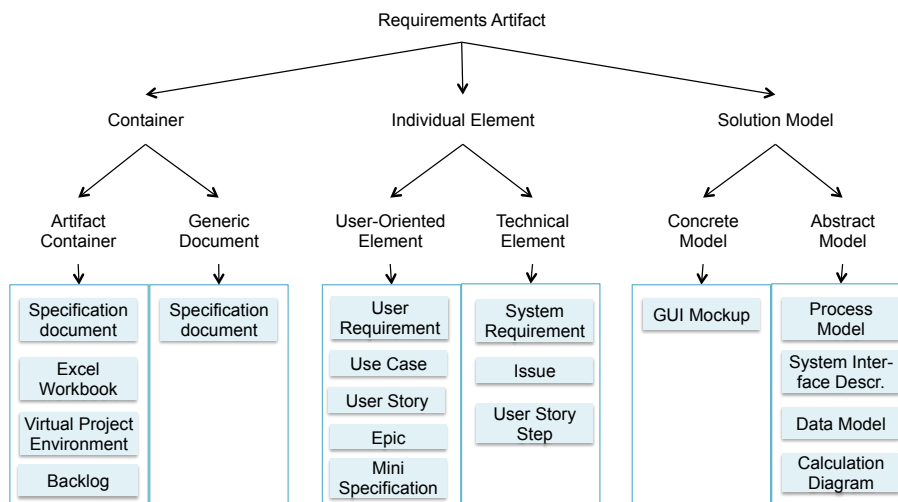 Requirements Artifact
Container
Individual Element
Solution Model
Artifact
Container
Generic
Document
User-Oriented
Element
Technical
Element
Concrete
Model
Abstract
Model
Specification
document
Excel
Workbook
Virtual Project
Environment
Backlog
Specification
document
User
Requirement
Use Case
User Story
Epic
Mini
Specification
System
Requirement
Issue
User Story
Step
GUI Mockup
Process
Model
System Inter-
face Descr.
Data Model
Calculation
Diagram